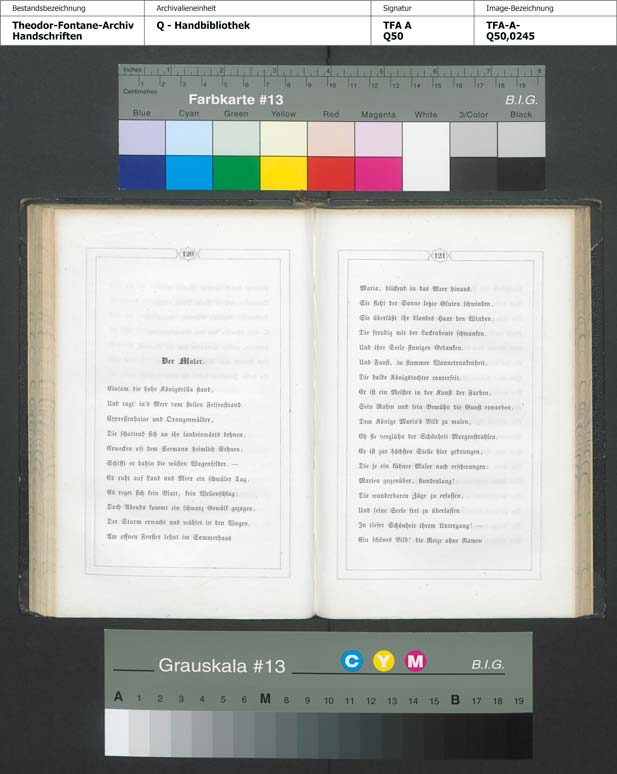 Bestandsbezeichnung
Theodor-Fontane-Archiv
Handschriften
Archivalieneinheit
Q - Handbibliothek
Signatur
TFA A
Q50
Image-Bezeichnung
TFA-A-
Q50,0245
Inches 1 2 3 4 5 6 7 8
Centimetres 1 2 3 4 5 6 7 8 9 10 11 12 13 14 15 16 17 18 19
Farbkarte #13
B.I.G.
Blue Cyan Green Yellow Red Magenta White 3/Color Black
120
Der Maler.
Einsam die hohe Königsvilla stand,
Und ragt' in's Meer vom steilen Felsenstrand.
Cypressenhaine und Orangenwälder,
Die schattend sich an ihr landeinwärts dehnen,
Erwecken oft dem Seemann heimlich Sehnen,
Schifft er dahin die wüsten Wogenfelder. —
Es ruht auf Land und Meer ein schwüler Tag,
Es reget sich kein Blatt, kein Wellenschlag;
Doch Abends kommt ein schwarz Gewölk gezogen,
Der Sturm erwacht und wühlet in den Wogen.
Am offnen Fenster lehnt im Sommerhaus
121
Maria, blickend in das Meer hinaus.
Sie sieht der Sonne letzte Gluten schwinden,
Sie überläßt ihr blondes Haar den Winden,
Die freudig mit der Lockenbeute schwanken,
Und ihre Seele sinnigen Gedanken.
Und Faust, in stummer Wonnetrunkenheit,
Die holde Königstochter conterfeit.
Er ist ein Meister in der Kunst der Farben,
Sein Ruhm und sein Bemühn die Gunst erwarben,
Dem Könige Maria's Bild zu malen,
Eh sie verglühn der Schönheit Morgenstrahlen.
Er ist zur höchsten Stelle hier gedrungen,
Die je ein kühner Maler noch errungen:
Marien gegenüber, stundenlang!
Die wunderbaren Züge zu erfassen,
Und seine Seele frei zu überlassen
In tiefer Schönheit ihrem Untergang! —
Ein schönes Bild! die Reize ohne Namen
Grauskala #13
C Y M
B.I.G.
A 1 2 3 4 5 6 M 8 9 10 11 12 13 14 15 B 17 18 19